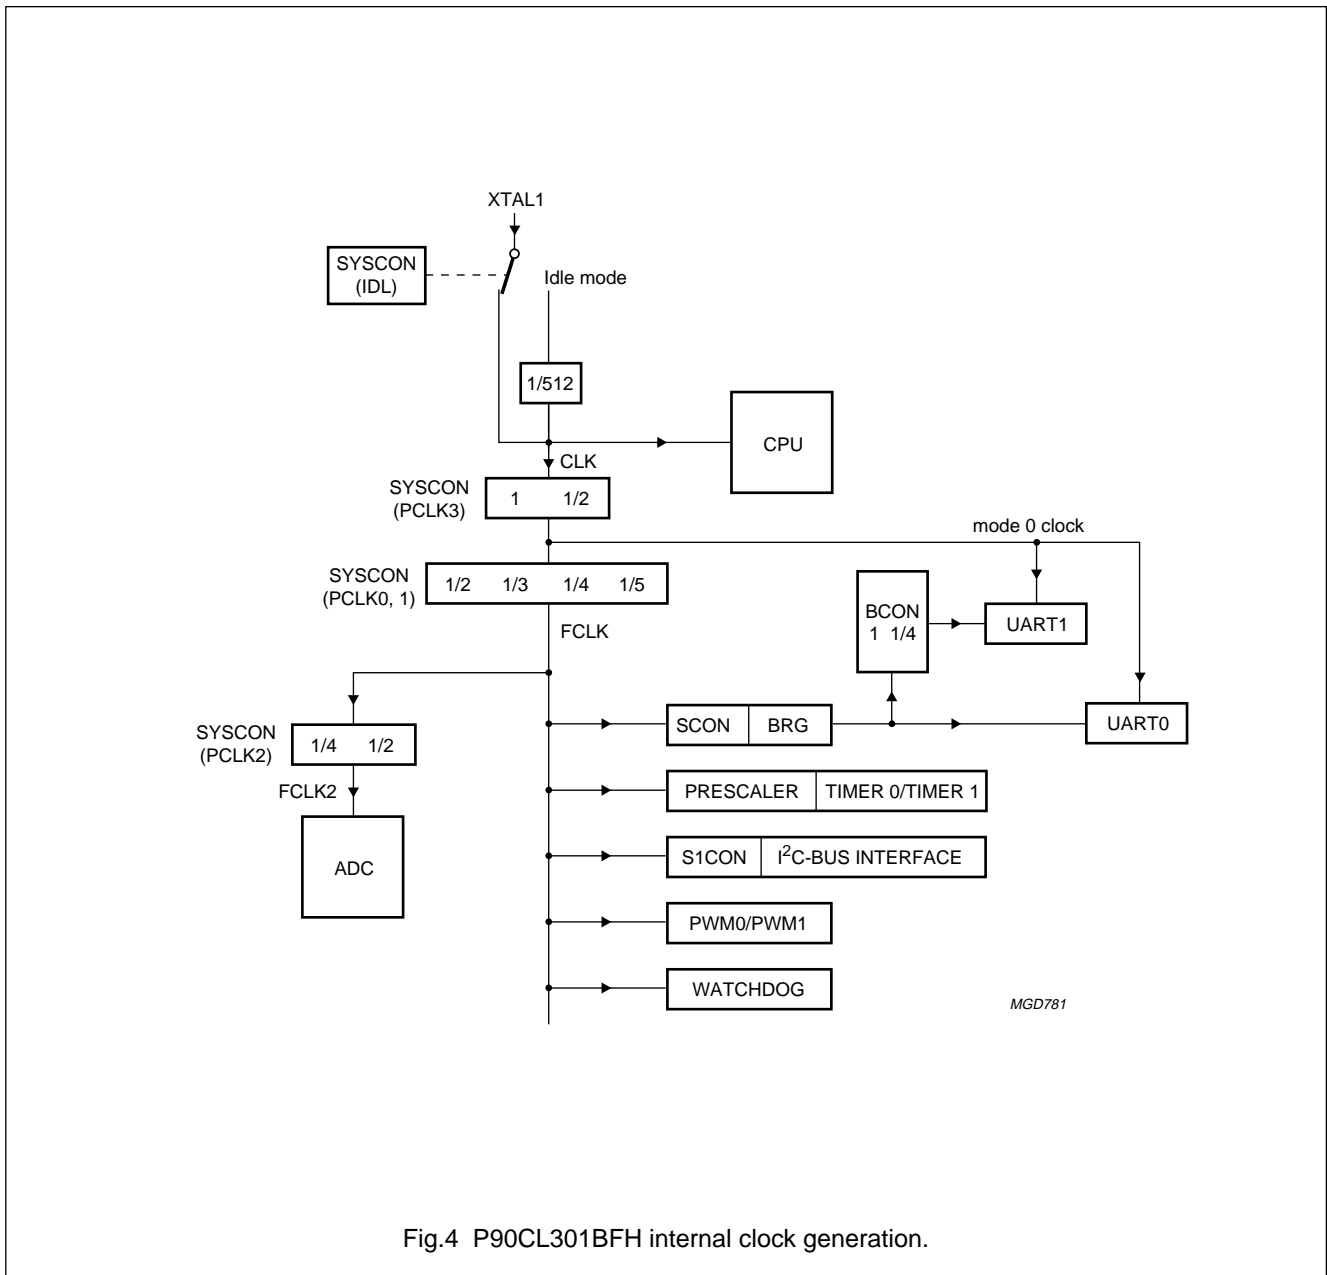 XTAL1
SYSCON
(IDL)
Idle mode
1/512
CPU
CLK
SYSCON
(PCLK3)
1 1/2
mode 0 clock
SYSCON
(PCLK0, 1)
1/2 1/3 1/4 1/5
BCON
1 1/4
UART1
FCLK
SYSCON
(PCLK2)
1/4 1/2
SCON BRG
UART0
FCLK2
PRESCALER TIMER 0/TIMER 1
ADC
S1CON I²C-BUS INTERFACE
PWM0/PWM1
WATCHDOG
MGD781
Fig.4 P90CL301BFH internal clock generation.